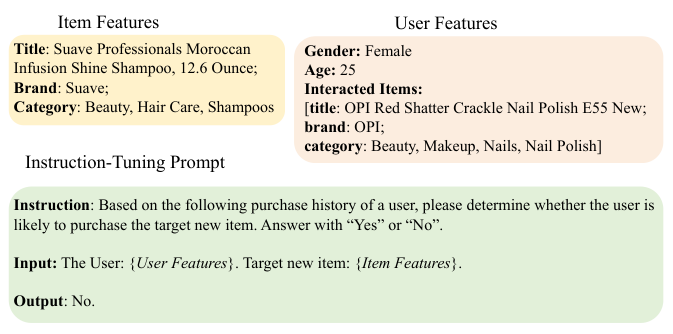 Item Features
Title: Suave Professionals Moroccan
Infusion Shine Shampoo, 12.6 Ounce;
Brand: Suave;
Category: Beauty, Hair Care, Shampoos
User Features
Gender: Female
Age: 25
Interacted Items:
[title: OPI Red Shatter Crackle Nail Polish E55 New;
brand: OPI;
category: Beauty, Makeup, Nails, Nail Polish]
Instruction-Tuning Prompt
Instruction: Based on the following purchase history of a user, please determine whether the user is
likely to purchase the target new item. Answer with “Yes” or “No”.
Input: The User: {User Features}. Target new item: {Item Features}.
Output: No.